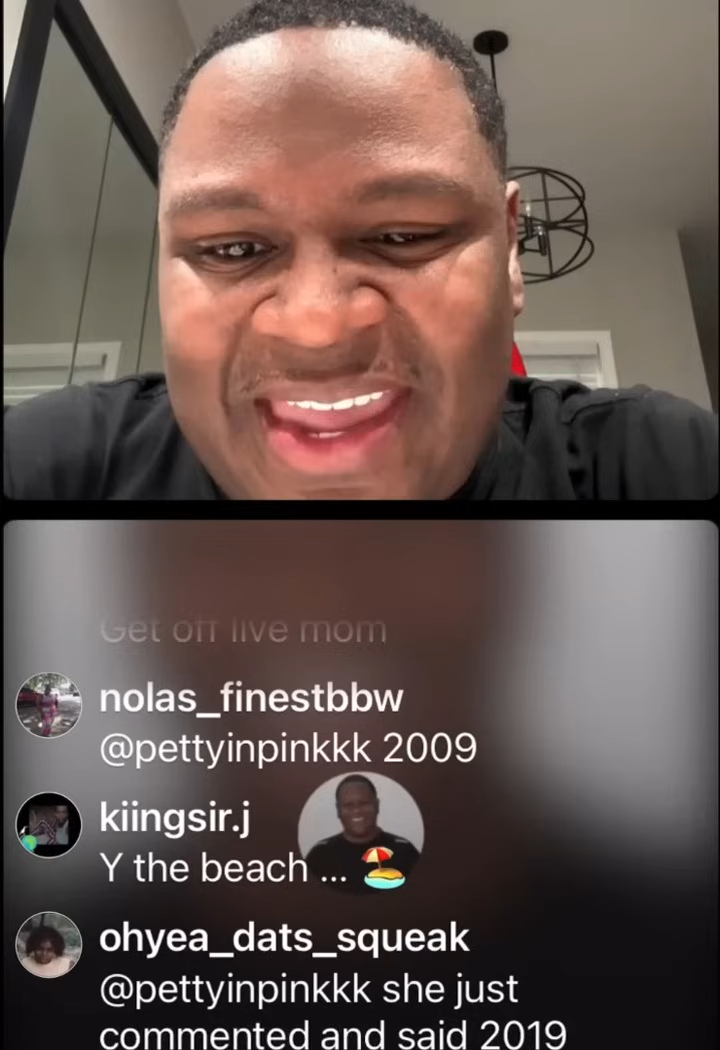 Get off live mom
nolas_finestbbw
@pettyinpinkkk 2009
kiingsir.j
Y the beach ... 🏖️
ohyea_dats_squeak
@pettyinpinkkk she just
commented and said 2019